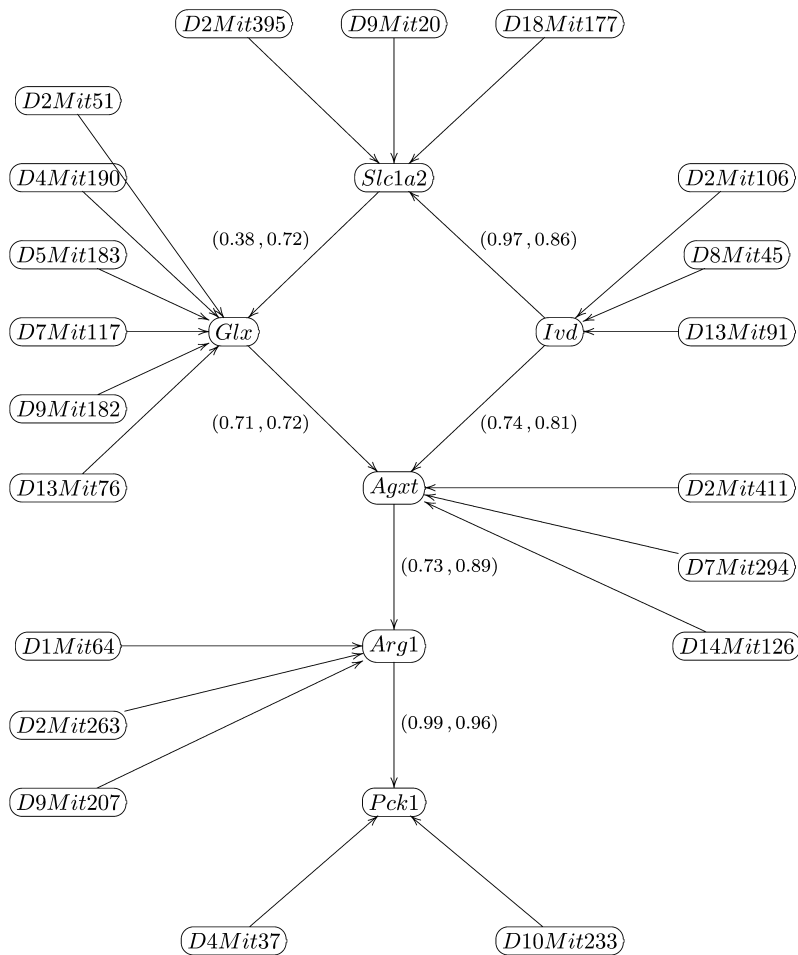 D2Mit395 D9Mit20 D18Mit177
D2Mit51
D4Mit190 Slc1a2 D2Mit106
(0.38 , 0.72) (0.97 , 0.86)
D5Mit183 D8Mit45
D7Mit117 Glx Ivd D13Mit91
D9Mit182 (0.71 , 0.72) (0.74 , 0.81)
D13Mit76 Agxt D2Mit411
(0.73 , 0.89) D7Mit294
D1Mit64 Arg1 D14Mit126
D2Mit263 (0.99 , 0.96)
D9Mit207 Pck1
D4Mit37 D10Mit233